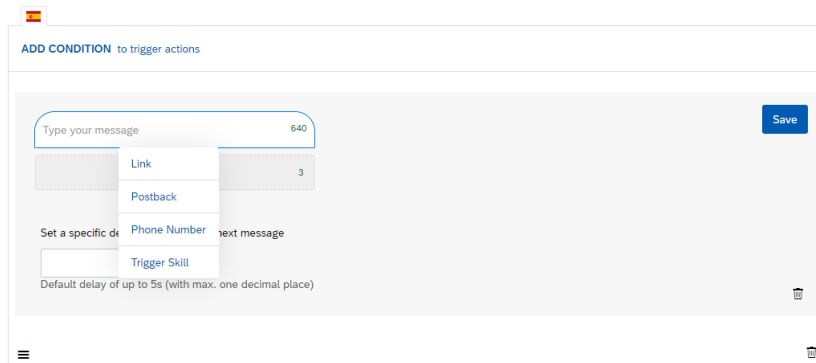 ADD CONDITION to trigger actions
Type your message 640
Save
Link
3
Postback
Phone Number
Set a specific next message
Trigger Skill
Default delay of up to 5s (with max. one decimal place)